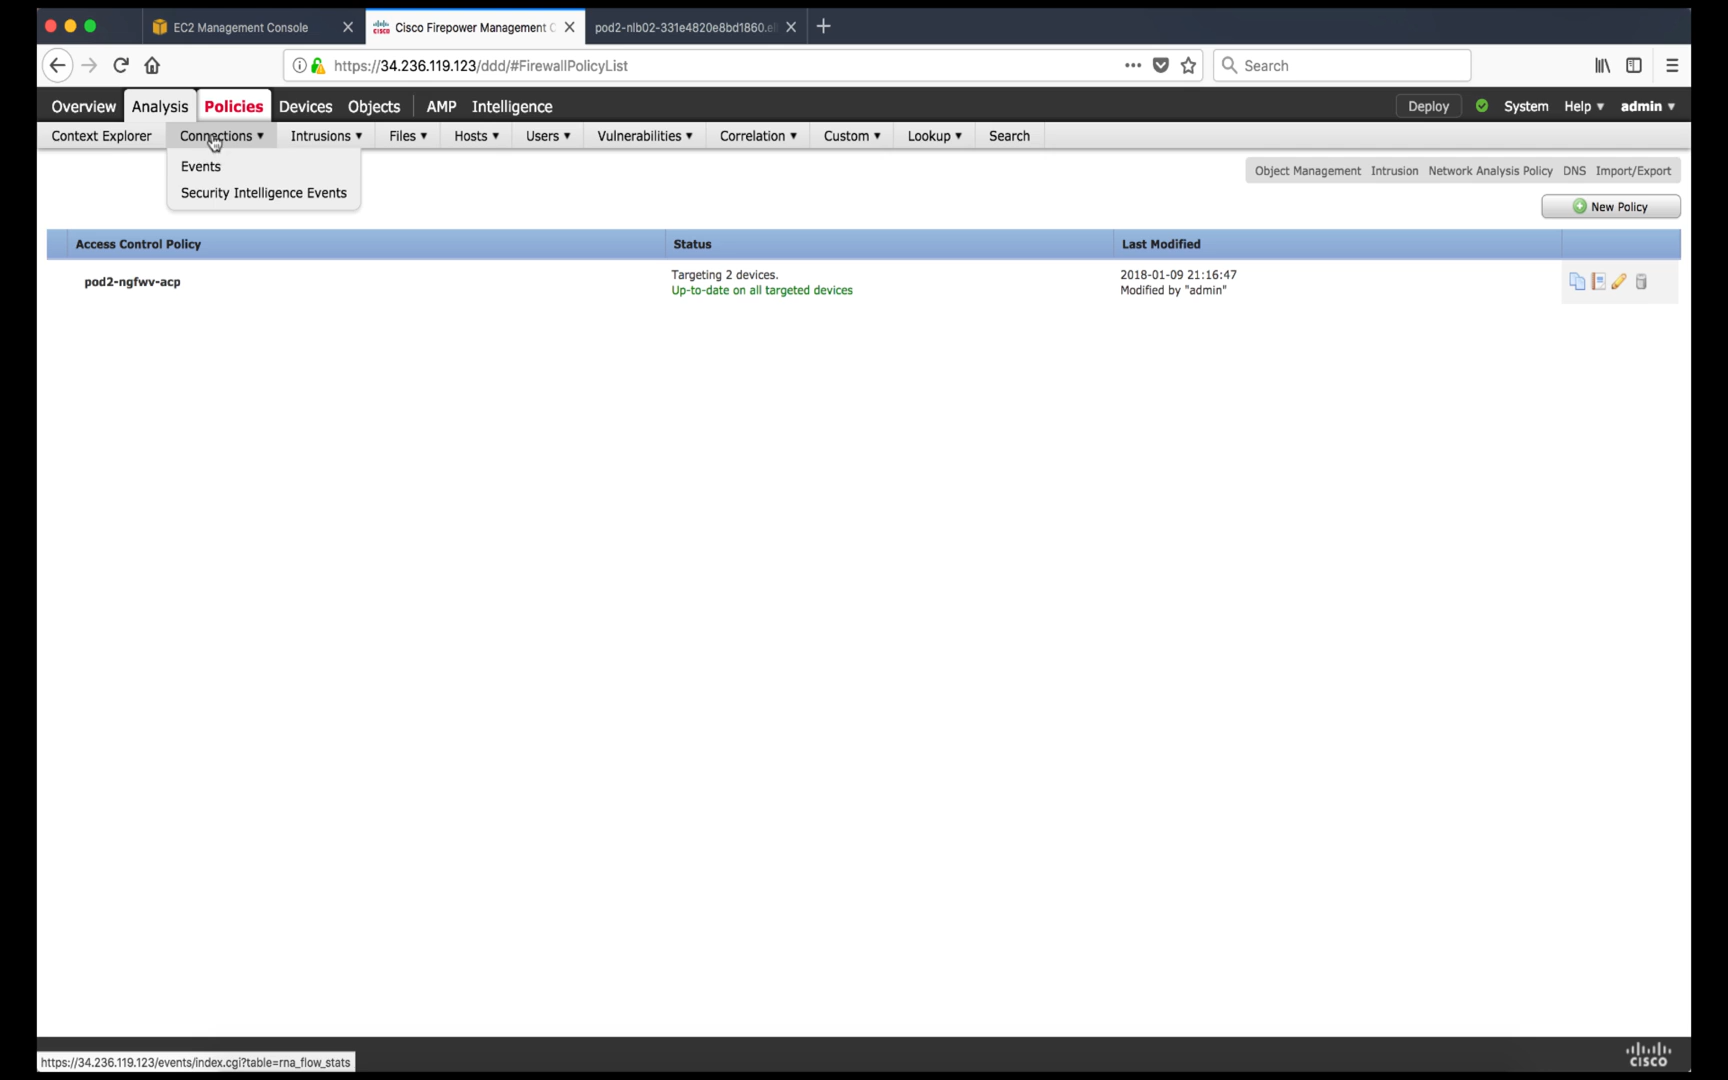 EC2 Management Console
Cisco Firepower Management C
pod2-nlb02-331e4820e8bd1860.el
https://34.236.119.123/ddd/#FirewallPolicyList
Search
Overview Analysis Policies Devices Objects AMP Intelligence Deploy System Help ▾ admin ▾
Context Explorer Connections ▾ Intrusions ▾ Files ▾ Hosts ▾ Users ▾ Vulnerabilities ▾ Correlation ▾ Custom ▾ Lookup ▾ Search
Events
Security Intelligence Events
Object Management Intrusion Network Analysis Policy DNS Import/Export
New Policy
Access Control Policy Status Last Modified
pod2-ngfwv-acp
Targeting 2 devices.
Up-to-date on all targeted devices
2018-01-09 21:16:47
Modified by "admin"
https://34.236.119.123/events/index.cgi?table=rna_flow_stats
CISCO